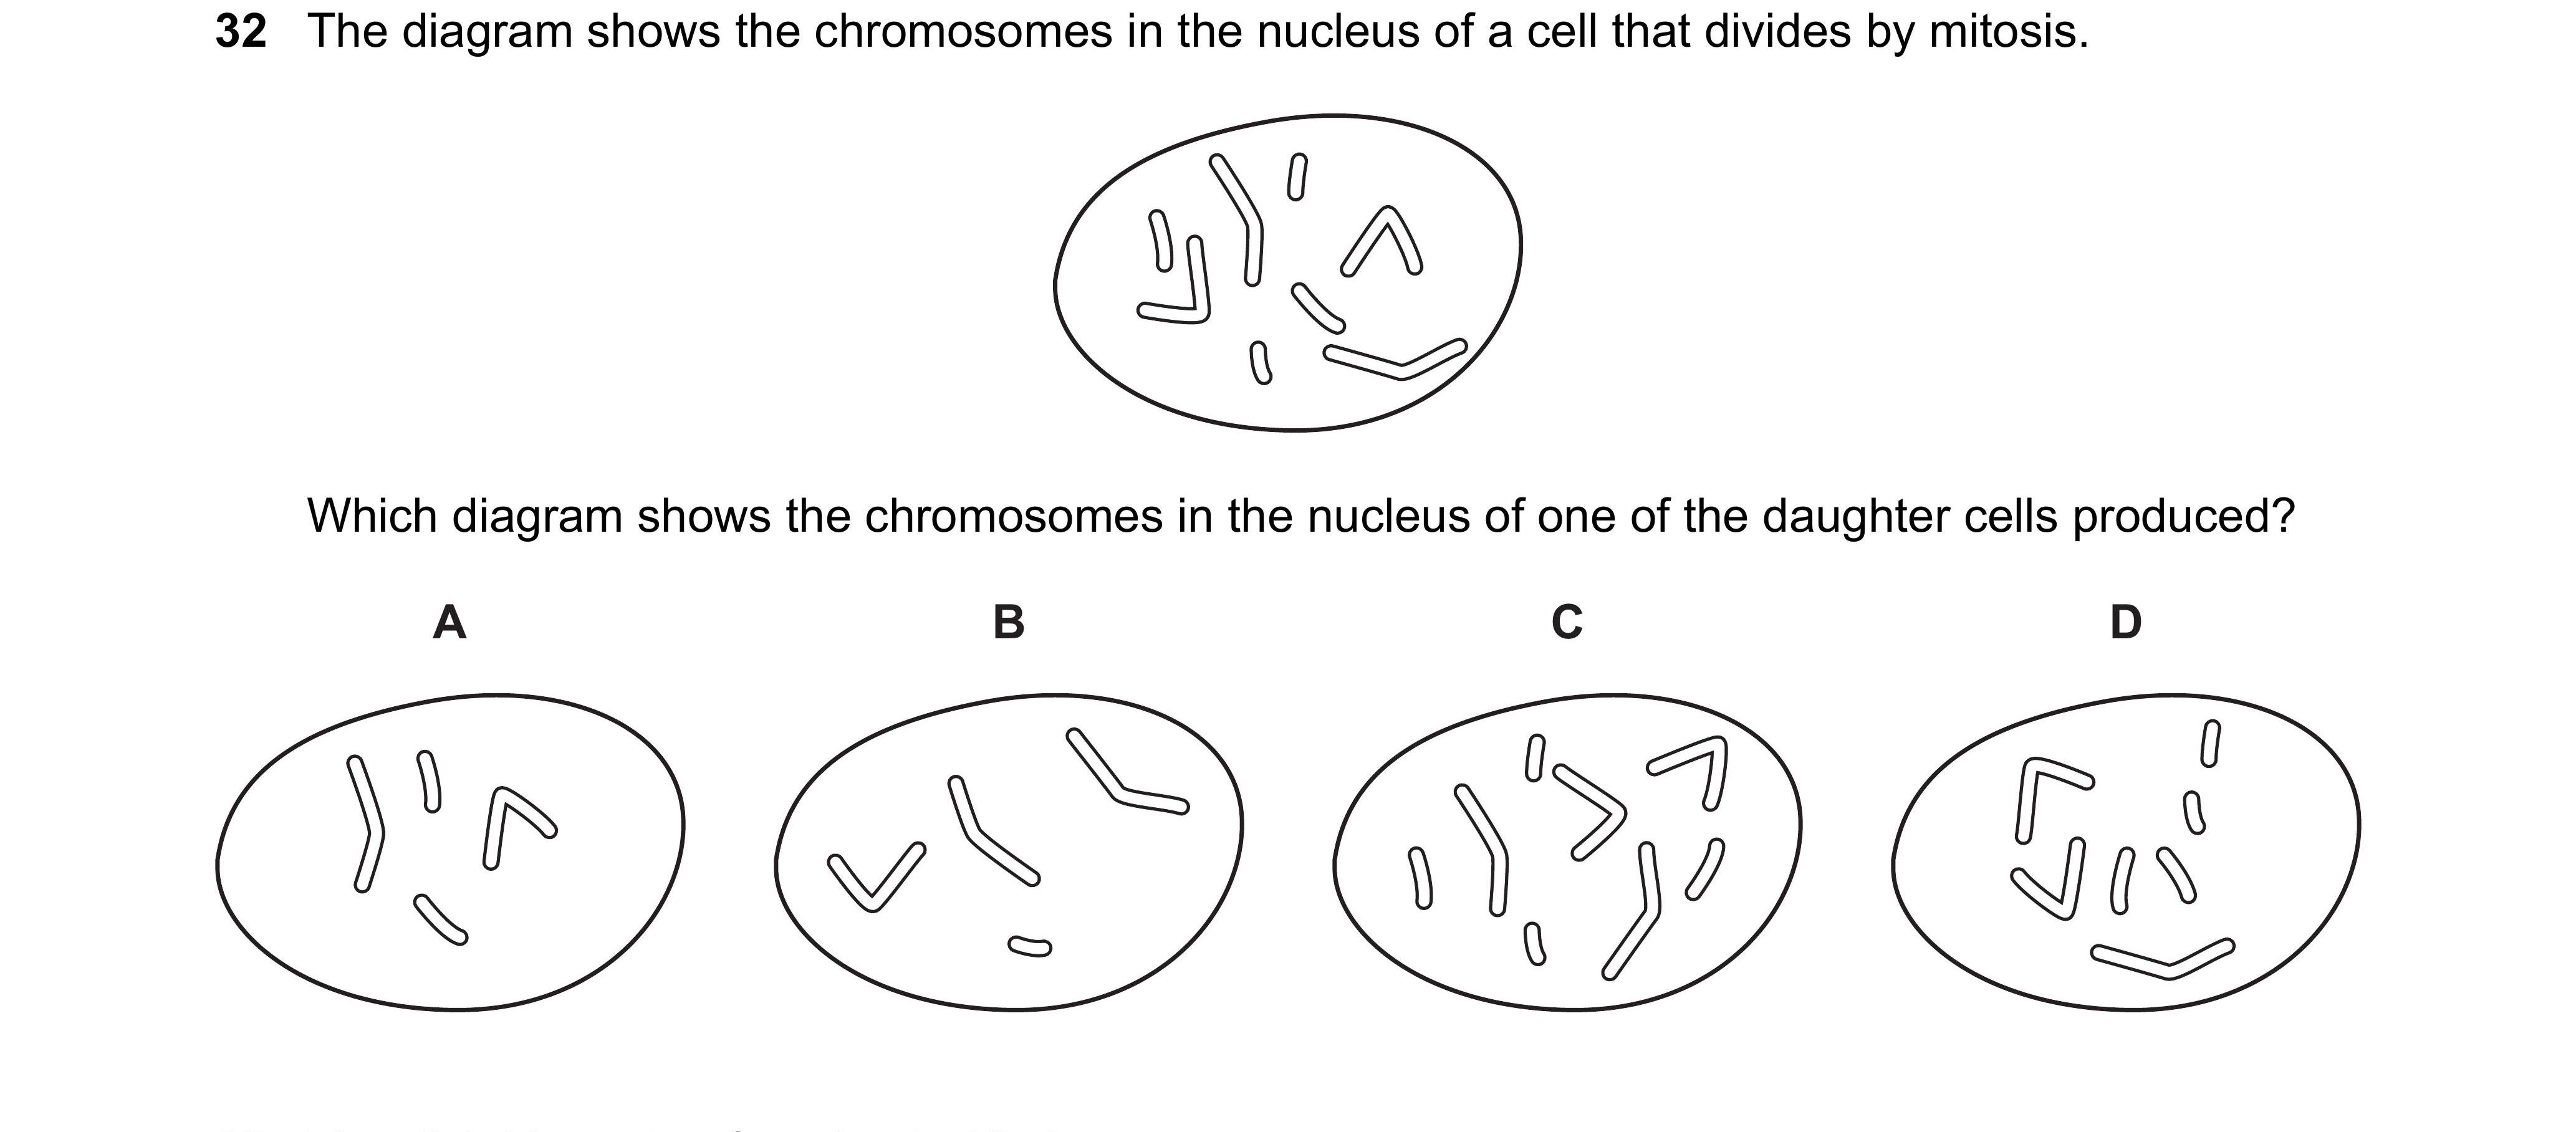 32 The diagram shows the chromosomes in the nucleus of a cell that divides by mitosis.
Which diagram shows the chromosomes in the nucleus of one of the daughter cells produced?
A B C D